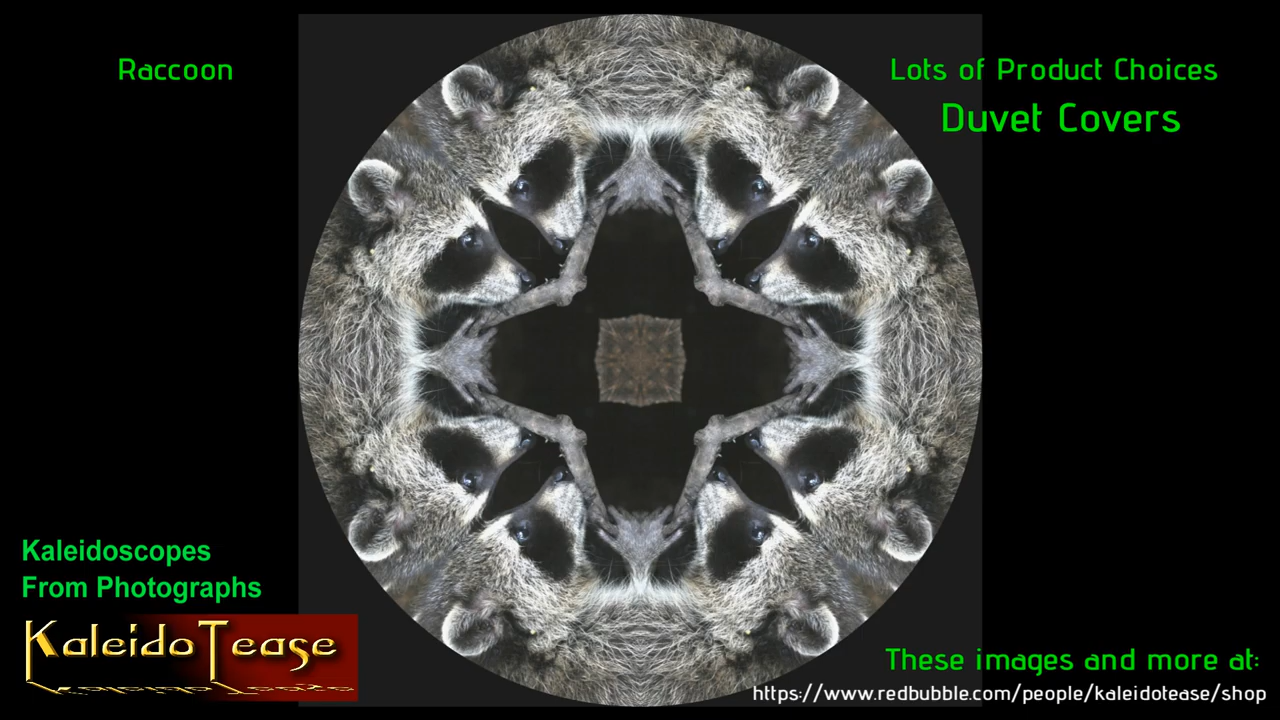 Raccoon
Lots of Product Choices
Duvet Covers
Kaleidoscopes
From Photographs
KaleidoTease
These images and more at:
https://www.redbubble.com/people/kaleidotease/shop